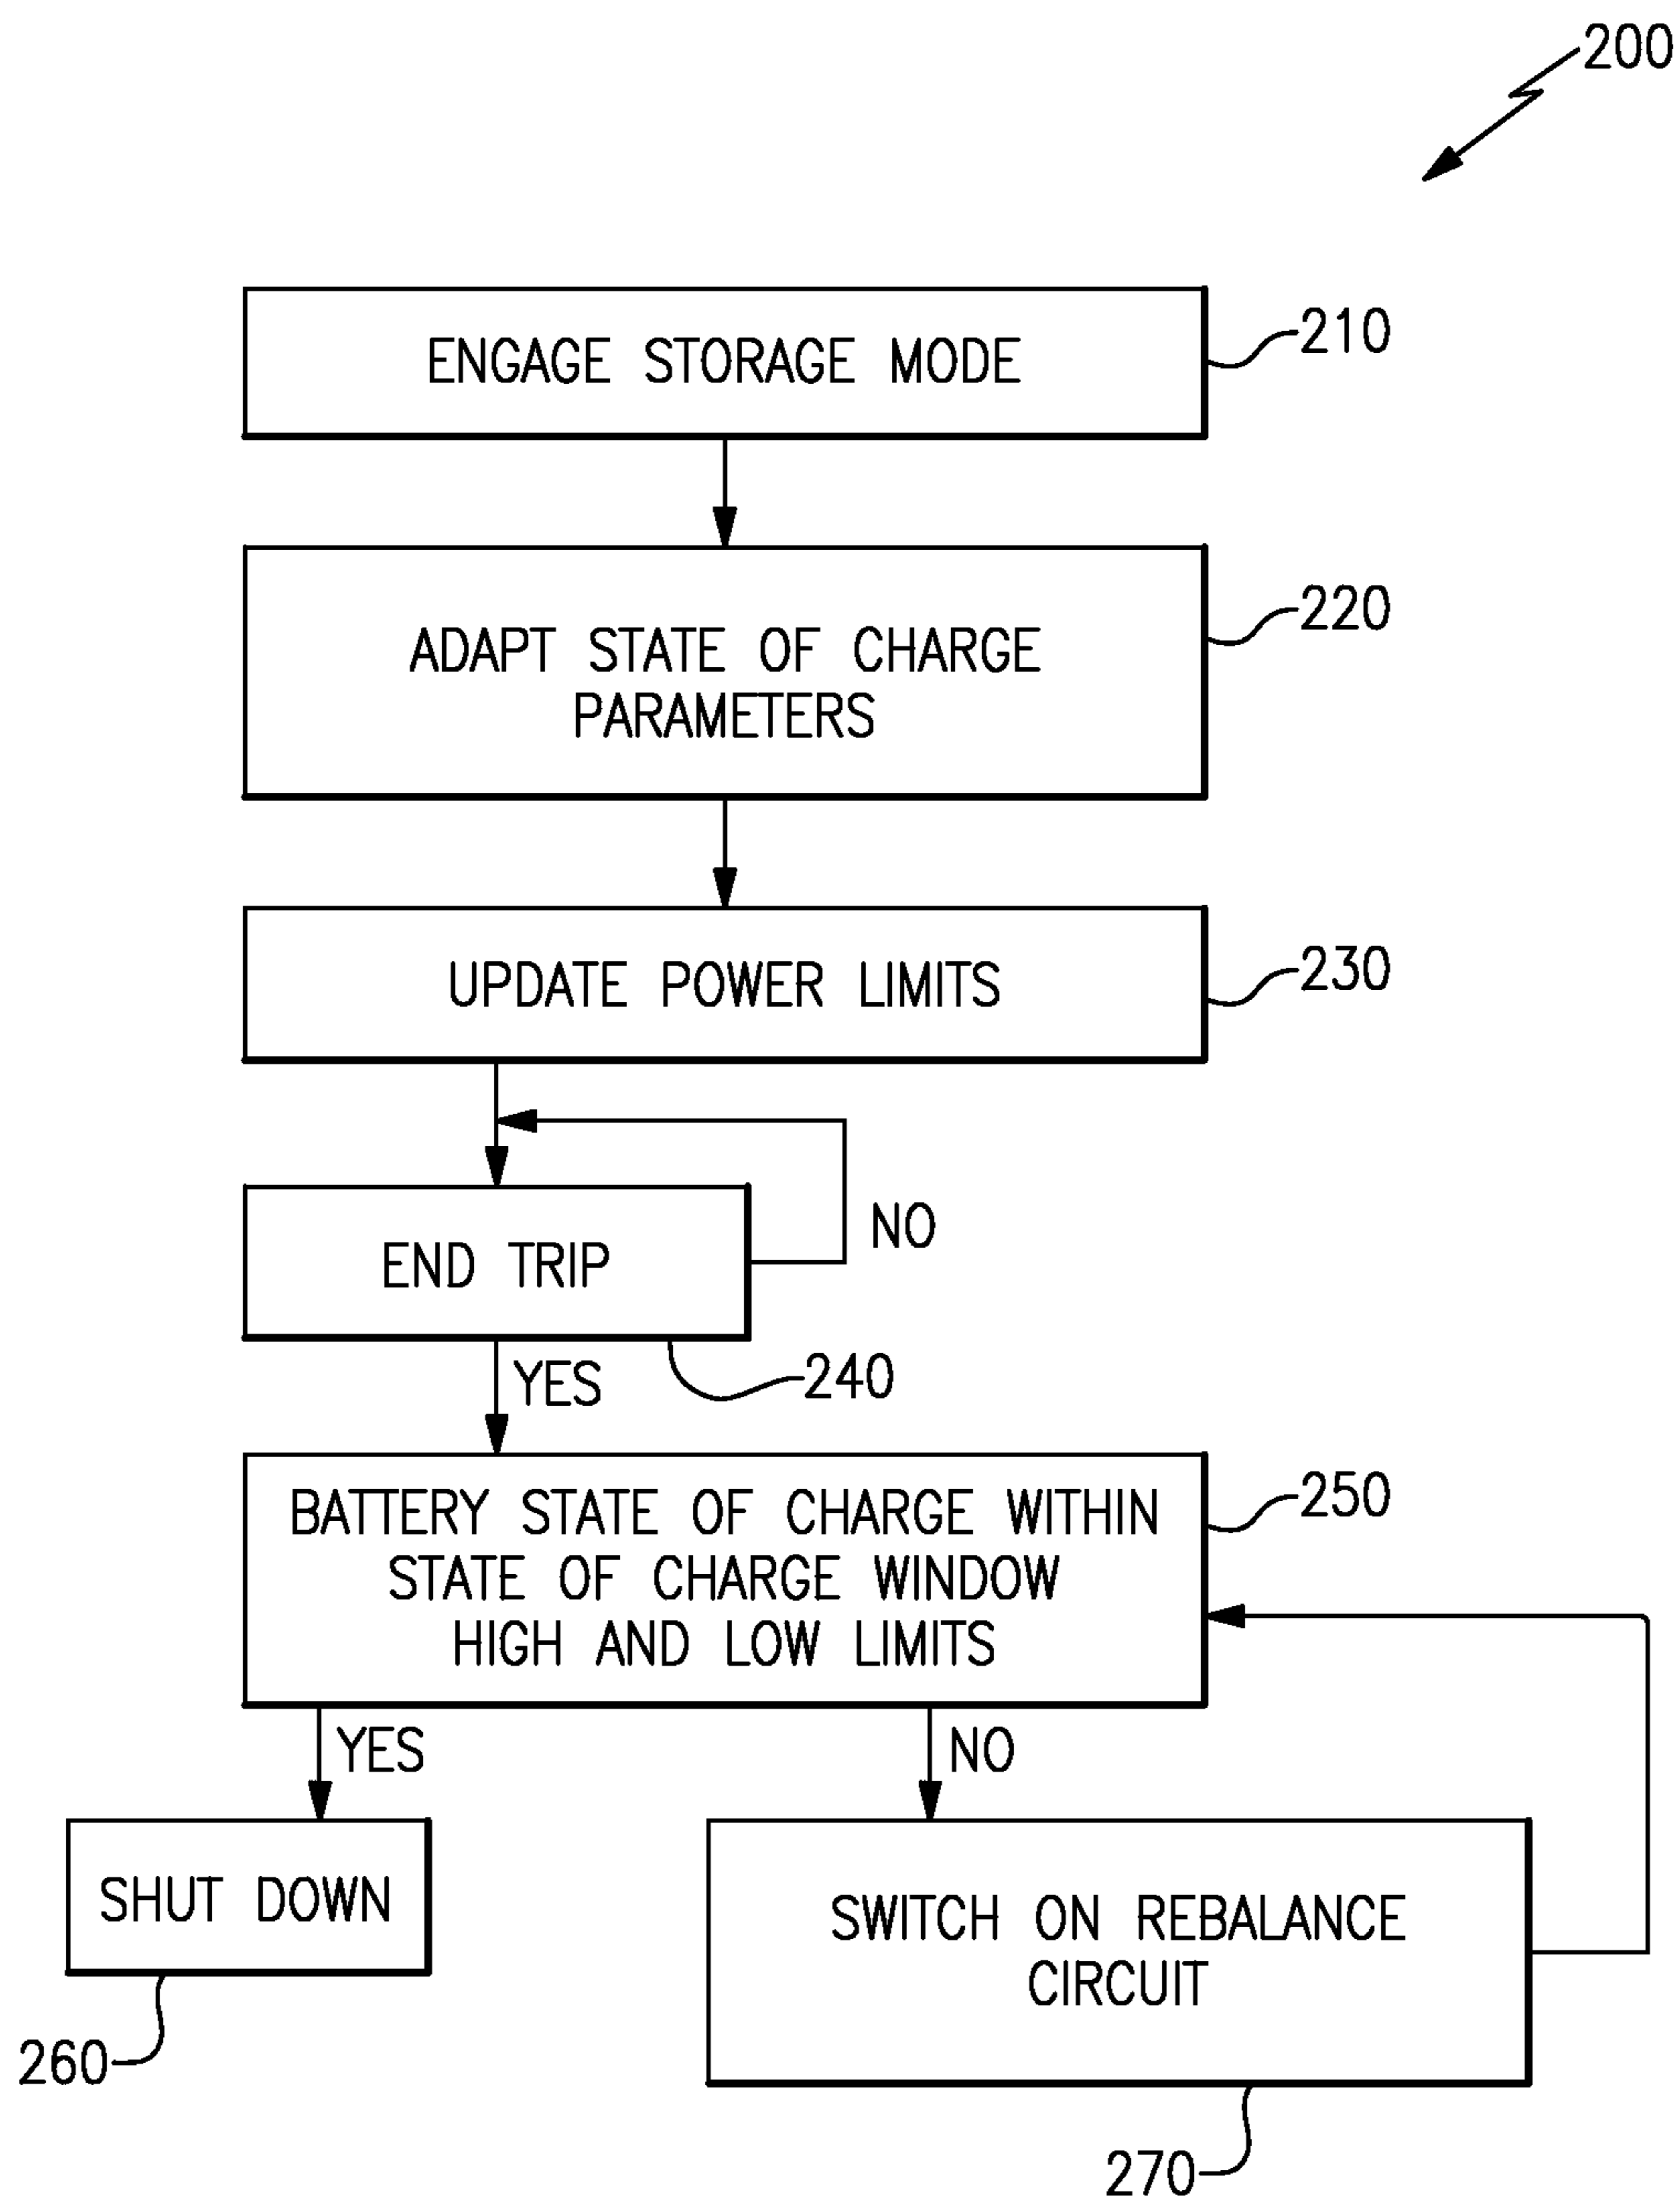 200
ENGAGE STORAGE MODE
210
ADAPT STATE OF CHARGE
PARAMETERS
220
UPDATE POWER LIMITS
230
END TRIP
NO
YES
240
BATTERY STATE OF CHARGE WITHIN
STATE OF CHARGE WINDOW
HIGH AND LOW LIMITS
250
YES
NO
SHUT DOWN
260
SWITCH ON REBALANCE
CIRCUIT
270